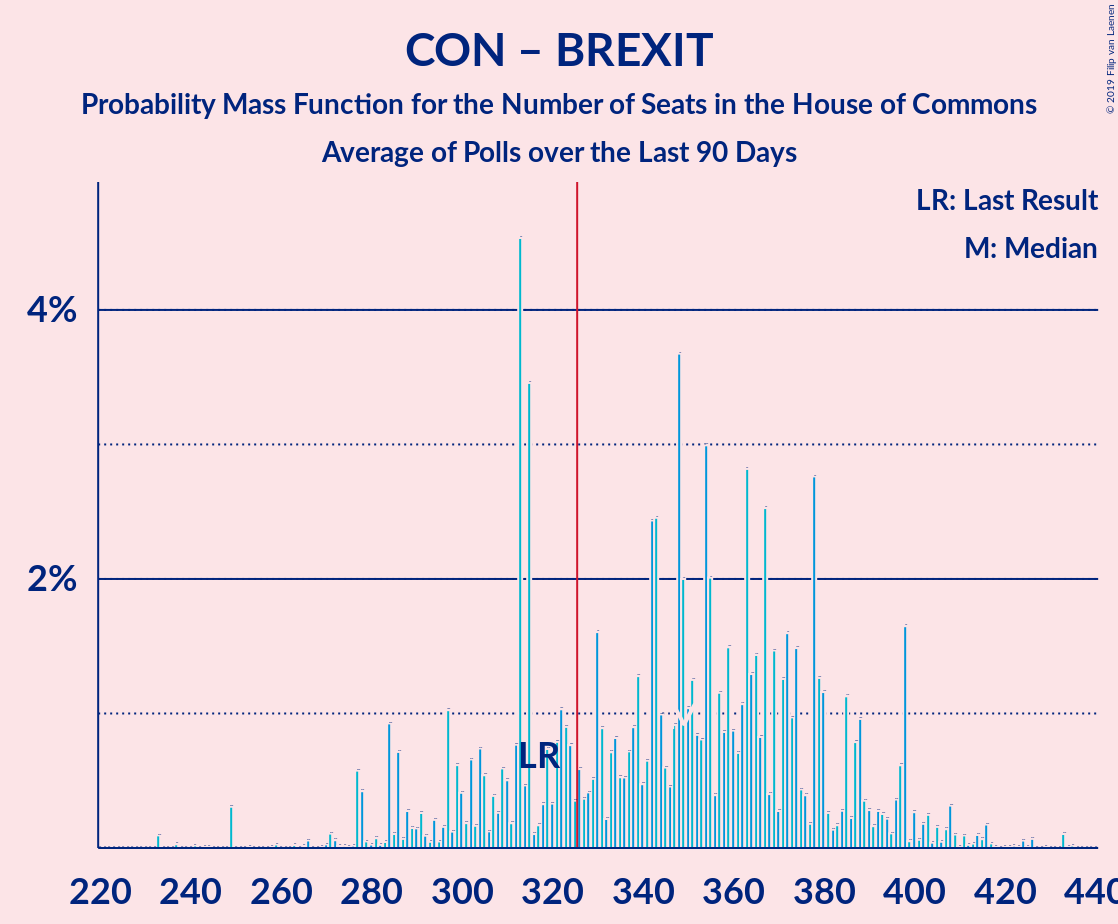 CON – BREXIT
Probability Mass Function for the Number of Seats in the House of Commons
Average of Polls over the Last 90 Days
© 2019 Filip van Laenen
LR: Last Result
M: Median
4%
2%
LR
220 240 260 280 300 320 340 360 380 400 420 440